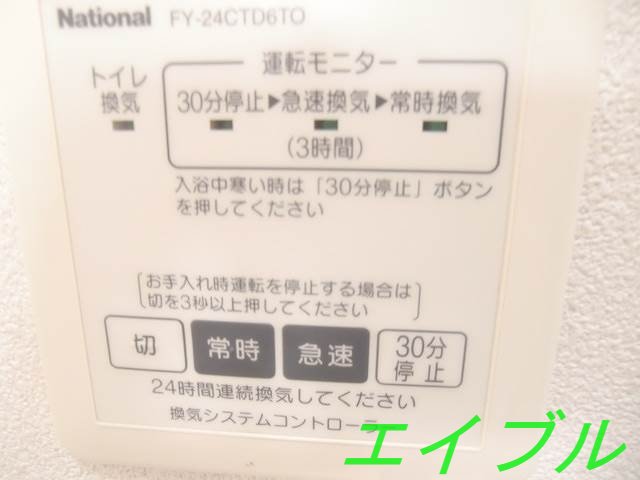 National FY-24CTD6TO
トイレ
換気
運転モニター
30分停止▶急速換気▶常時換気
(3時間)
入浴中寒い時は「30分停止」ボタン
を押してください
お手入れ時運転を停止する場合は
切を3秒以上押してください
切 常時 急速 30分停止
24時間連続換気してください
換気システムコントローラー
エイブル